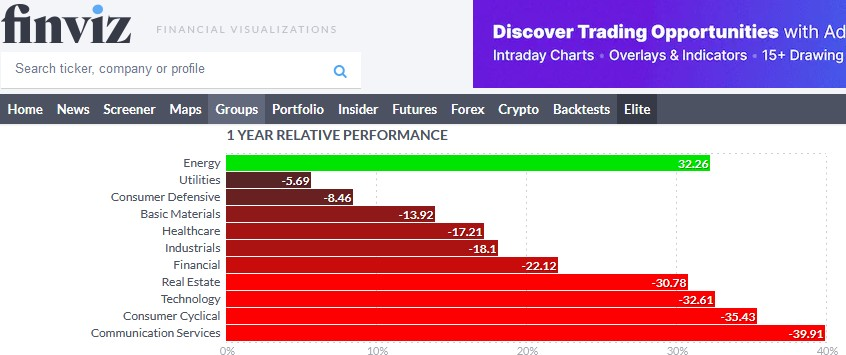 finviz FINANCIAL VISUALIZATIONS
Discover Trading Opportunities with Ad
Intraday Charts • Overlays & Indicators • 15+ Drawing
Search ticker, company or profile
Home News Screener Maps Groups Portfolio Insider Futures Forex Crypto Backtests Elite
1 YEAR RELATIVE PERFORMANCE
Energy 32.26
Utilities -5.69
Consumer Defensive -8.46
Basic Materials -13.92
Healthcare -17.21
Industrials -18.1
Financial -22.12
Real Estate -30.78
Technology -32.61
Consumer Cyclical -35.43
Communication Services -39.91
0% 10% 20% 30% 40%